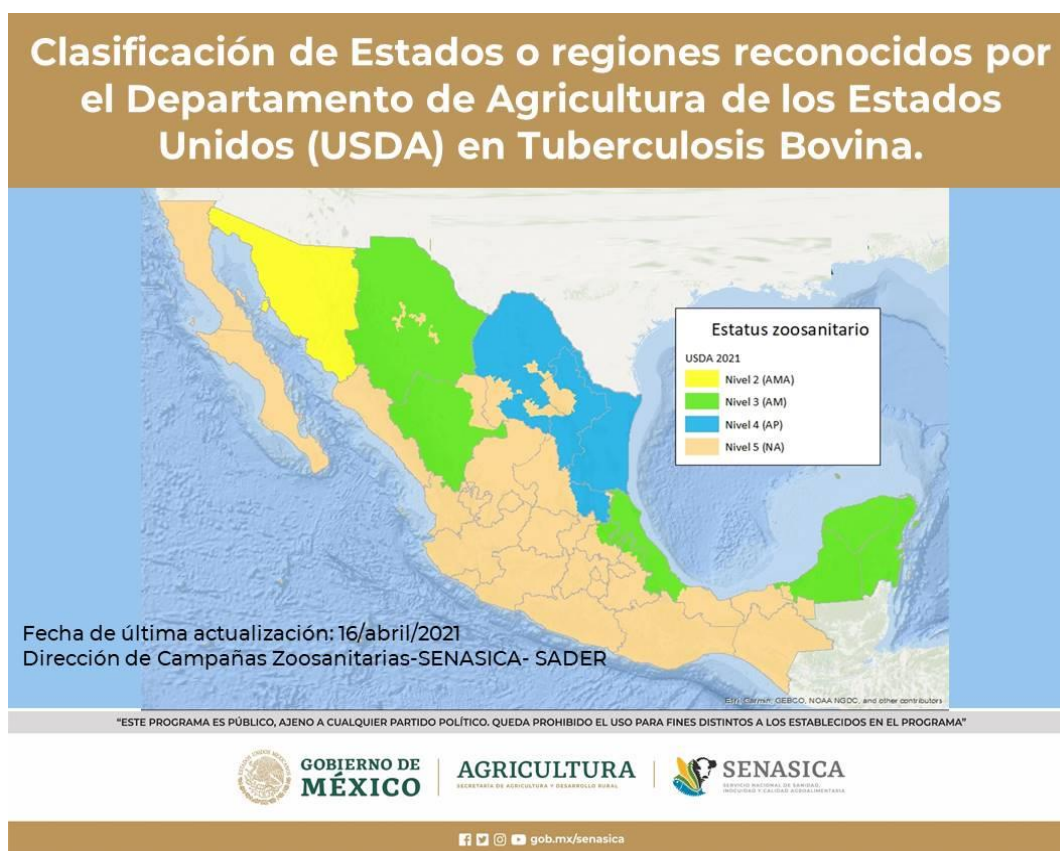 Clasificación de Estados o regiones reconocidos por
el Departamento de Agricultura de los Estados
Unidos (USDA) en Tuberculosis Bovina.
Estatus zoosanitario
USDA 2021
Nivel 2 (AMA)
Nivel 3 (AM)
Nivel 4 (AP)
Nivel 5 (NA)
Fecha de última actualización: 16/abril/2021
Dirección de Campañas Zoosanitarias-SENASICA- SADER
Esri, Garmin, GEBCO, NOAA NGDC, and other contributors
“ESTE PROGRAMA ES PÚBLICO, AJENO A CUALQUIER PARTIDO POLÍTICO. QUEDA PROHIBIDO EL USO PARA FINES DISTINTOS A LOS ESTABLECIDOS EN EL PROGRAMA”
GOBIERNO DE
MÉXICO
AGRICULTURA
SECRETARÍA DE AGRICULTURA Y DESARROLLO RURAL
SENASICA
SERVICIO NACIONAL DE SANIDAD,
INOCUIDAD Y CALIDAD AGROALIMENTARIA
gob.mx/senasica